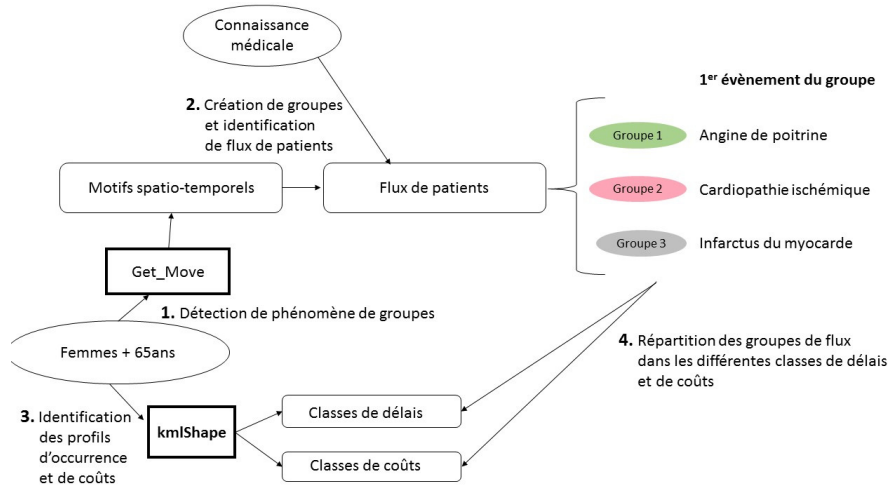 Connaissance
médicale
1er évènement du groupe
2. Création de groupes
et identification
de flux de patients
Groupe 1
Angine de poitrine
Motifs spatio-temporels
Flux de patients
Groupe 2
Cardiopathie ischémique
Groupe 3
Infarctus du myocarde
Get_Move
1. Détection de phénomène de groupes
Femmes + 65ans
4. Répartition des groupes de flux
dans les différentes classes de délais
et de coûts
3. Identification
des profils
d'occurrence
et de coûts
kmlShape
Classes de délais
Classes de coûts